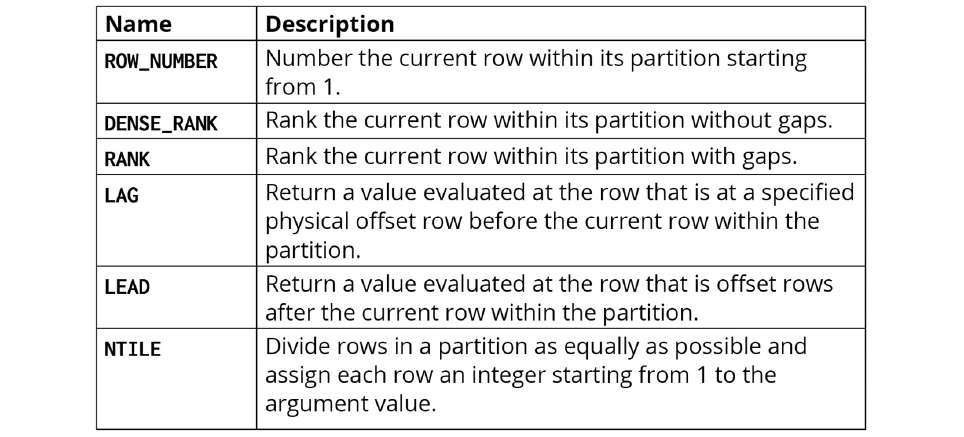 Name Description
ROW_NUMBER Number the current row within its partition starting
from 1.
DENSE_RANK Rank the current row within its partition without gaps.
RANK Rank the current row within its partition with gaps.
LAG Return a value evaluated at the row that is at a specified
physical offset row before the current row within the
partition.
LEAD Return a value evaluated at the row that is offset rows
after the current row within the partition.
NTILE Divide rows in a partition as equally as possible and
assign each row an integer starting from 1 to the
argument value.